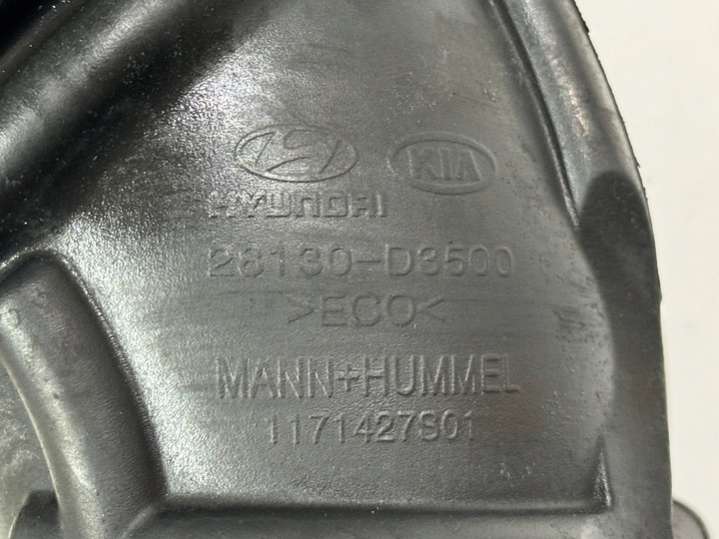 KIA
HYUNDAI
28130-D3500
>ECO<
MANN+HUMMEL
1171427S01